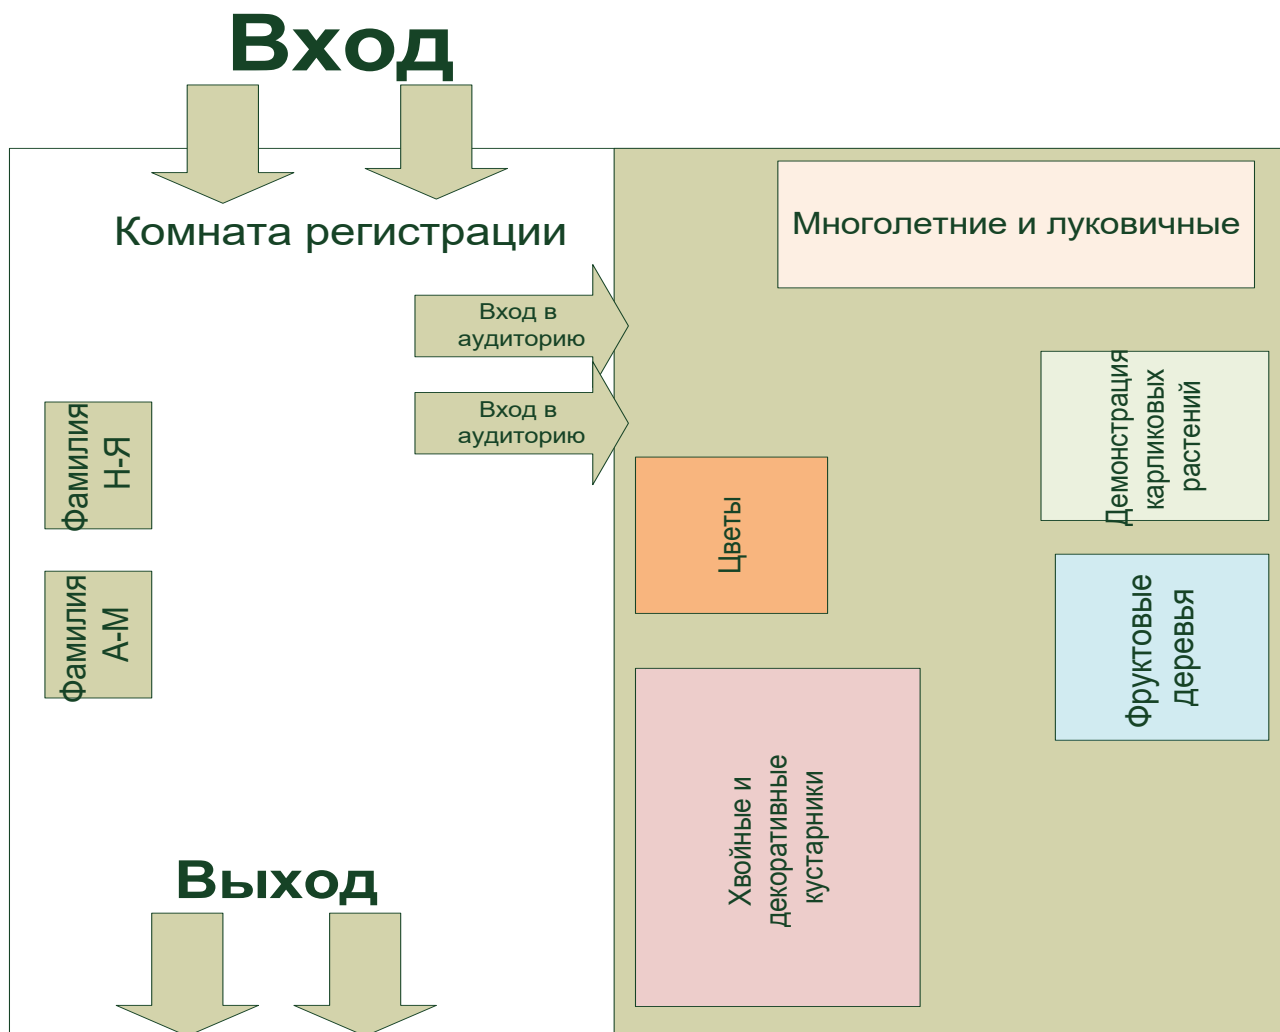 Вход
Комната регистрации
Многолетние и луковичные
Вход в
аудиторию
Вход в
аудиторию
Демонстрация
карликовых
растений
Фамилия
Н-Я
Цветы
Фамилия
А-М
Фруктовые
деревья
Хвойные и
декоративные
кустарники
Выход